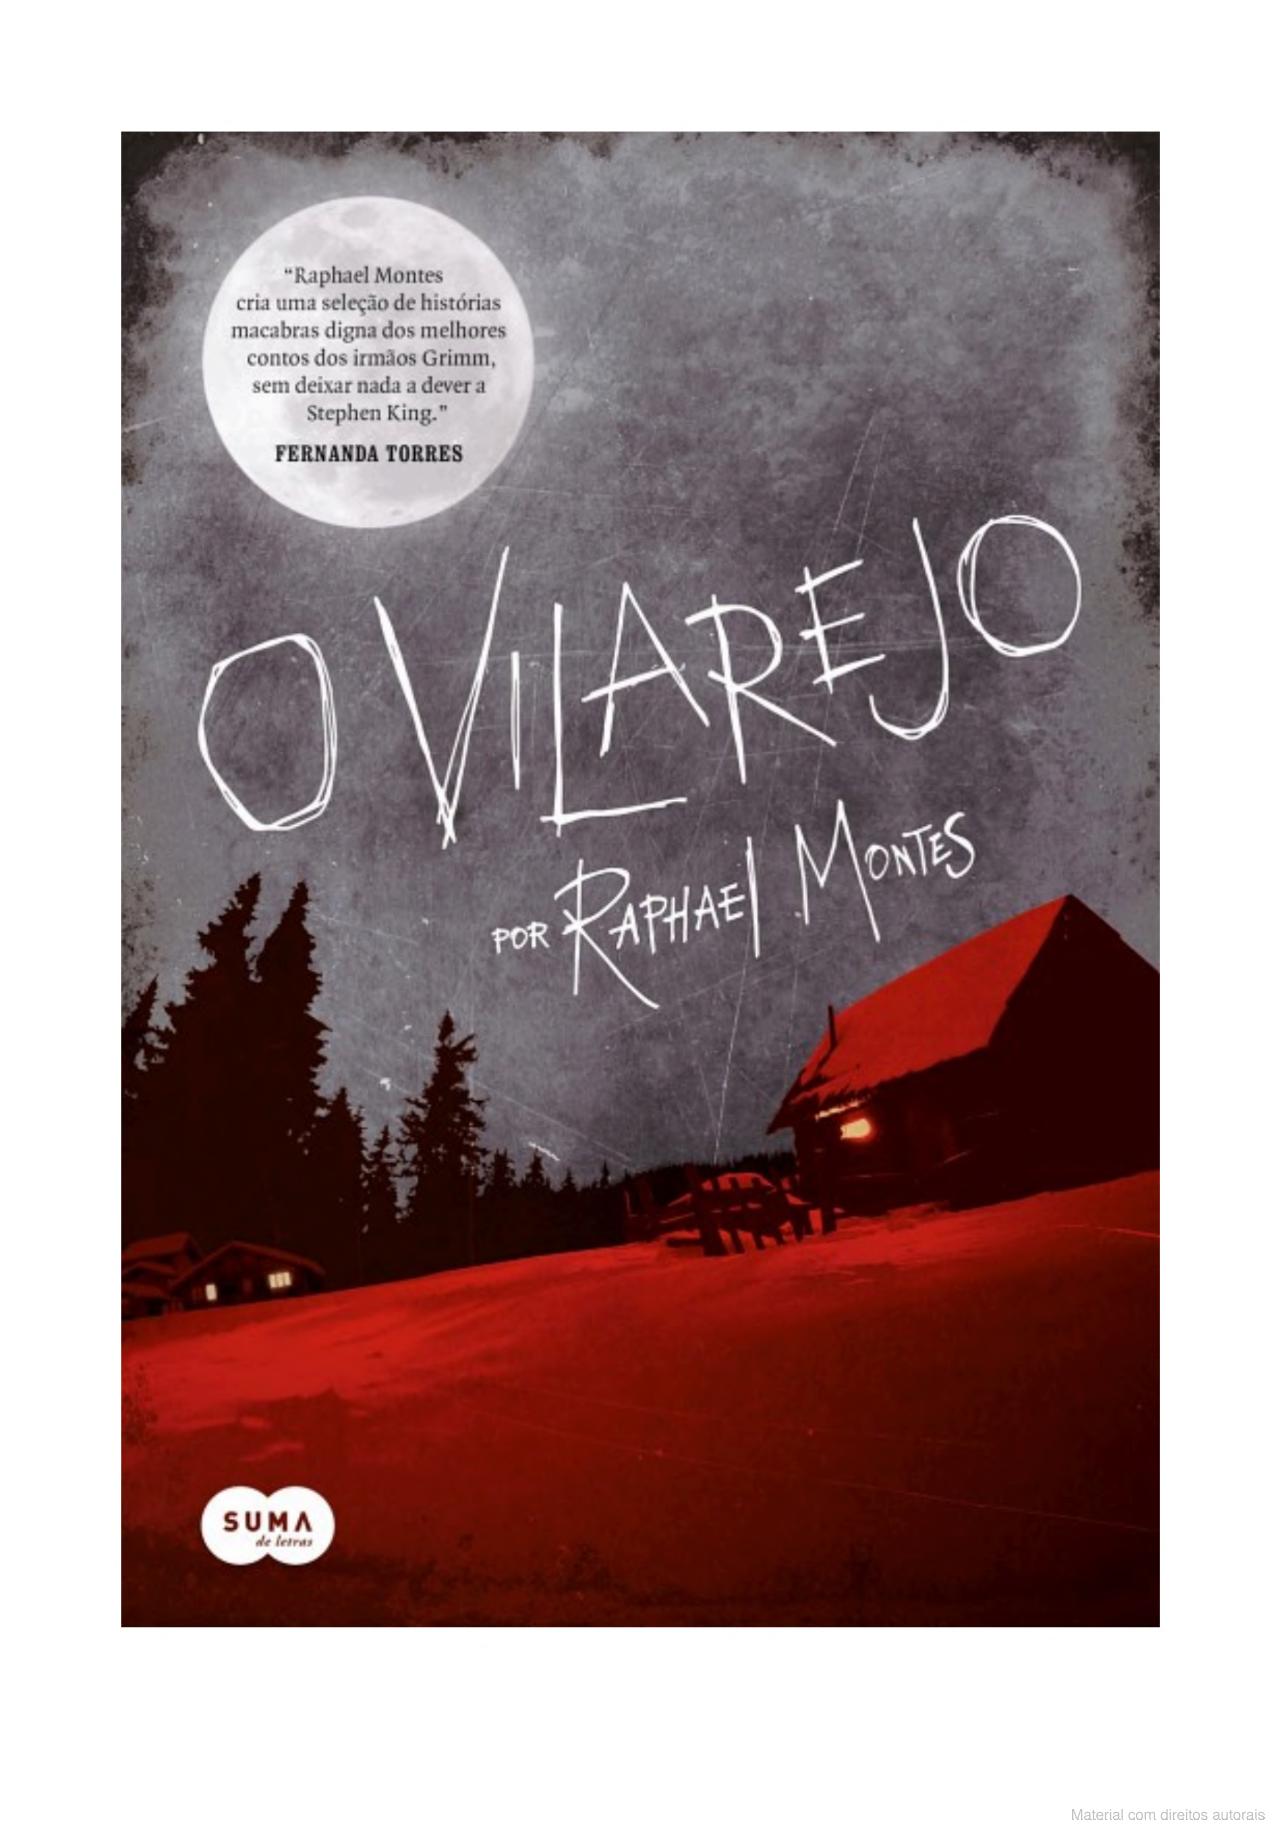 “Raphael Montes
cria uma seleção de histórias
macabras digna dos melhores
contos dos irmãos Grimm,
sem deixar nada a dever a
Stephen King.”
FERNANDA TORRES
O VILAREJO
POR RAPHAEL MONTES
SUMA
de letras
Material com direitos autorais